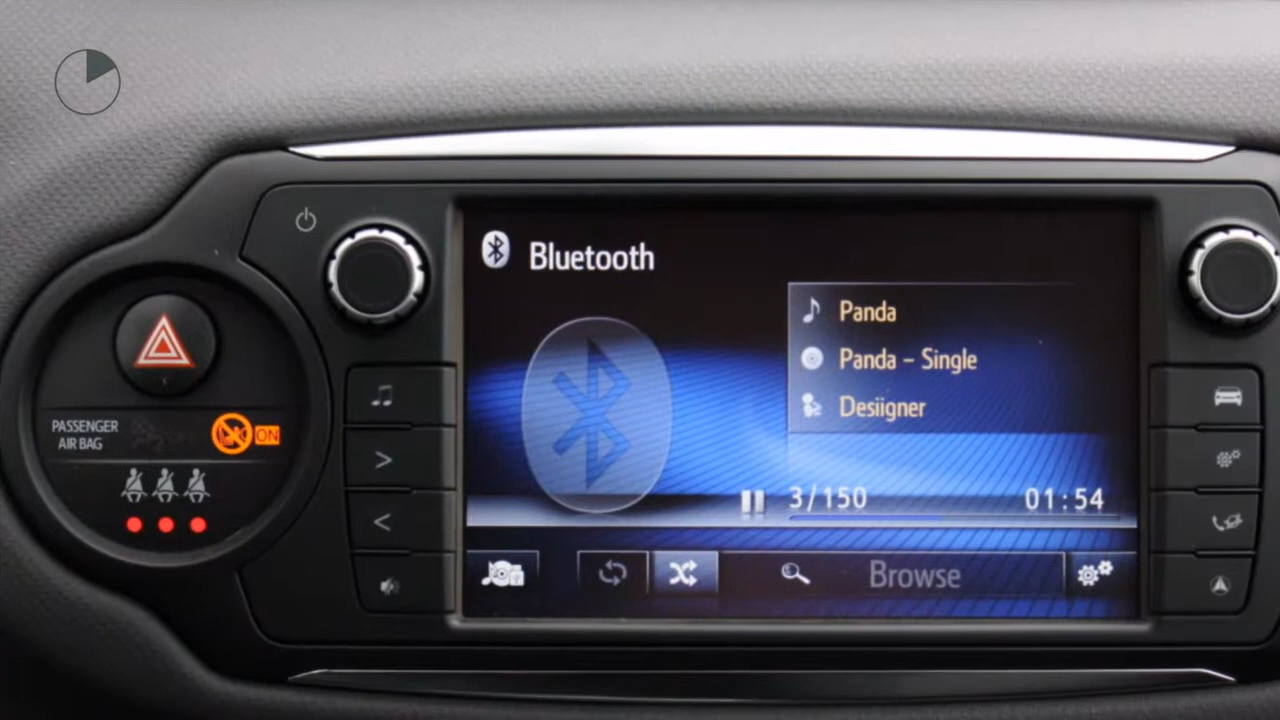 Bluetooth
Panda
Panda – Single
Desiigner
PASSENGER
AIR BAG
ON
3/150
01:54
Browse